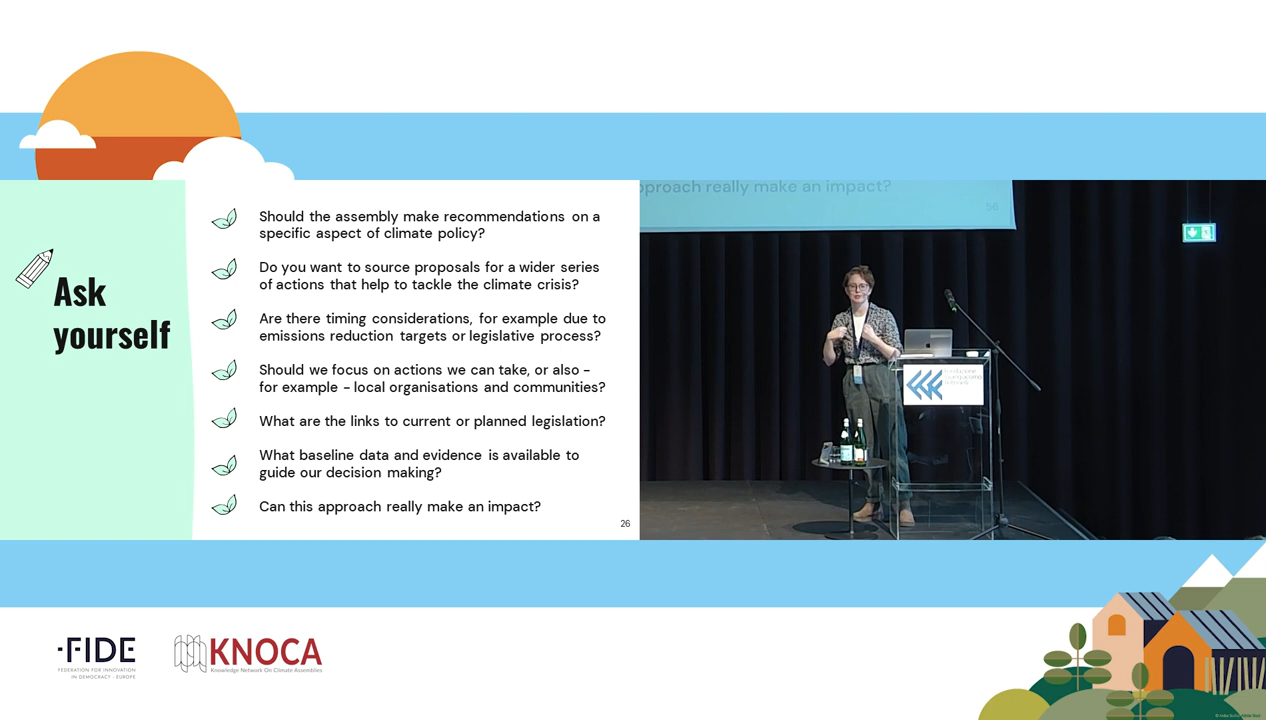 Ask
yourself
Should the assembly make recommendations on a
specific aspect of climate policy?
Do you want to source proposals for a wider series
of actions that help to tackle the climate crisis?
Are there timing considerations, for example due to
emissions reduction targets or legislative process?
Should we focus on actions we can take, or also -
for example - local organisations and communities?
What are the links to current or planned legislation?
What baseline data and evidence is available to
guide our decision making?
Can this approach really make an impact?
26
pproach really make an impact?
56
·FIDE
FEDERATION FOR INNOVATION
IN DEMOCRACY - EUROPE
KNOCA
Knowledge Network On Climate Assemblies